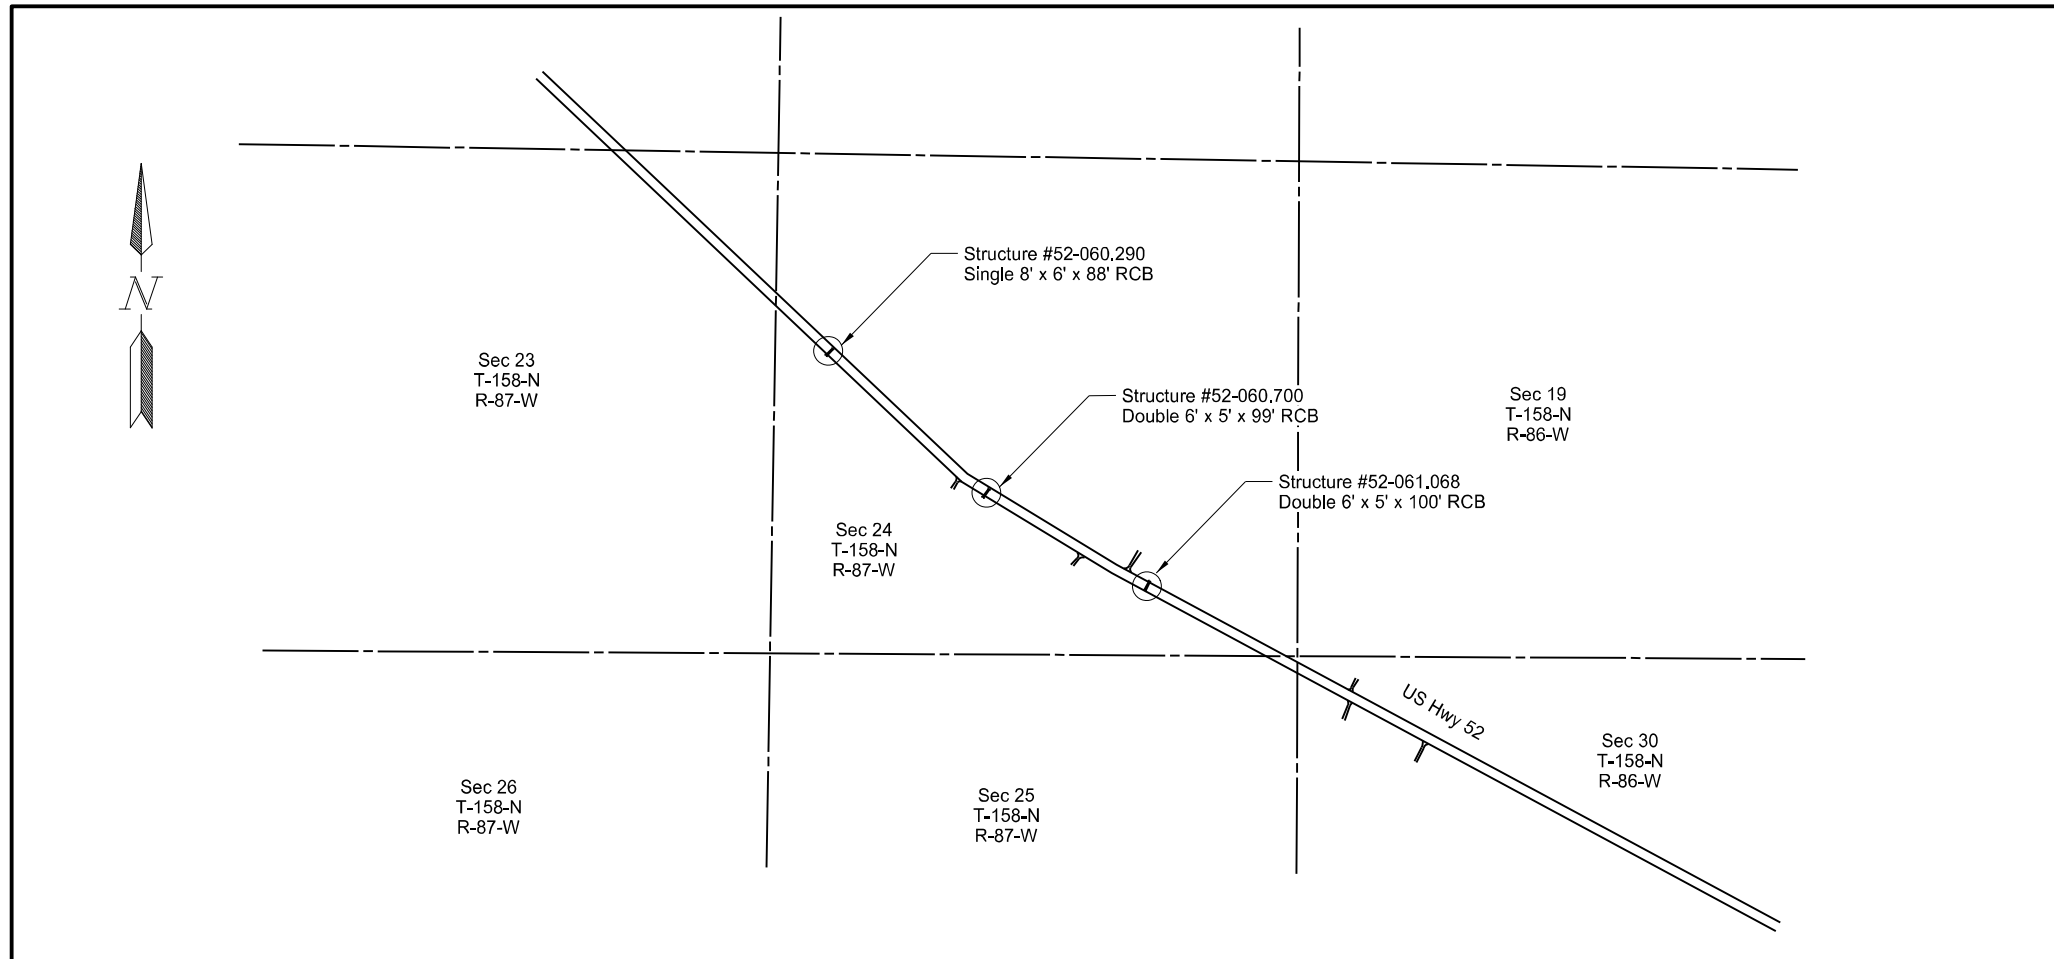 Structure #52-060.290
Single 8' x 6' x 88' RCB
N
Sec 23
T-158-N
R-87-W
Structure #52-060.700
Double 6' x 5' x 99' RCB
Sec 19
T-158-N
R-86-W
Structure #52-061.068
Double 6' x 5' x 100' RCB
Sec 24
T-158-N
R-87-W
US Hwy 52
Sec 30
T-158-N
R-86-W
Sec 26
T-158-N
R-87-W
Sec 25
T-158-N
R-87-W